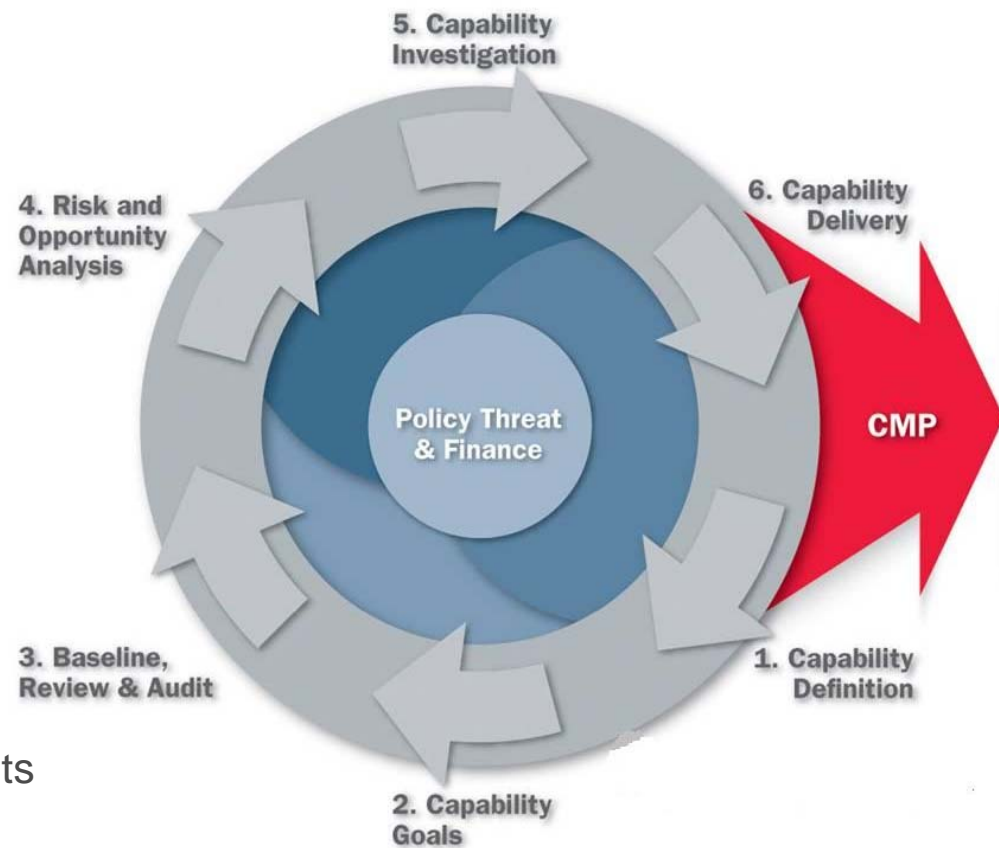 5. Capability
Investigation
4. Risk and
Opportunity
Analysis
6. Capability
Delivery
Policy Threat
& Finance
CMP
3. Baseline,
Review & Audit
1. Capability
Definition
ts
2. Capability
Goals